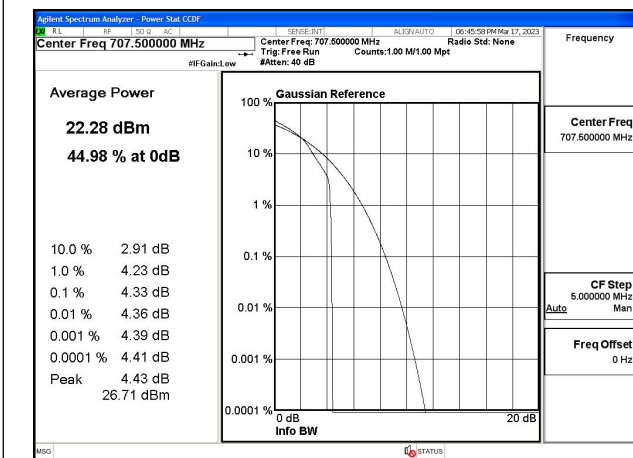 Agilent Spectrum Analyzer - Power Stat CCDF
LXI RL RF 50 Ω AC SENSE:INT ALIGN AUTO 06:45:58 PM Mar 17, 2023
Center Freq 707.500000 MHz
Center Freq: 707.500000 MHz Radio Std: None
Trig: Free Run Counts:1.00 M/1.00 Mpt
#IFGain:Low #Atten: 40 dB
Frequency
Average Power
22.28 dBm
44.98 % at 0dB
10.0 % 2.91 dB
1.0 % 4.23 dB
0.1 % 4.33 dB
0.01 % 4.36 dB
0.001 % 4.39 dB
0.0001 % 4.41 dB
Peak 4.43 dB
26.71 dBm
Gaussian Reference
100 %
10 %
1 %
0.1 %
0.01 %
0.001 %
0.0001 %
0 dB 20 dB
Info BW
Center Freq
707.500000 MHz
CF Step
5.000000 MHz
Auto Man
Freq Offset
0 Hz
MSG STATUS